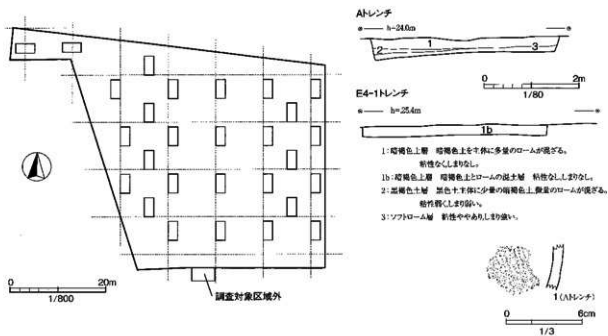 Aトレンチ
h=24.0m
1
2
3
0 2m
1/80
E4-1トレンチ
h=25.4m
1b
1:暗褐色土層 暗褐色土を主体に多量のロームが混ざる。
粘性なくしまりなし。
1b:暗褐色土層 暗褐色土とロームの混土層 粘性なし、しまりなし。
2:黒褐色土層 黒色土主体に少量の暗褐色土、微量のロームが混ざる。
粘性弱くしまり弱い。
3:ソフトローム層 粘性ややあり、しまり強い。
0 20m
1/800
調査対象区域外
1(Aトレンチ)
0 6cm
1/3